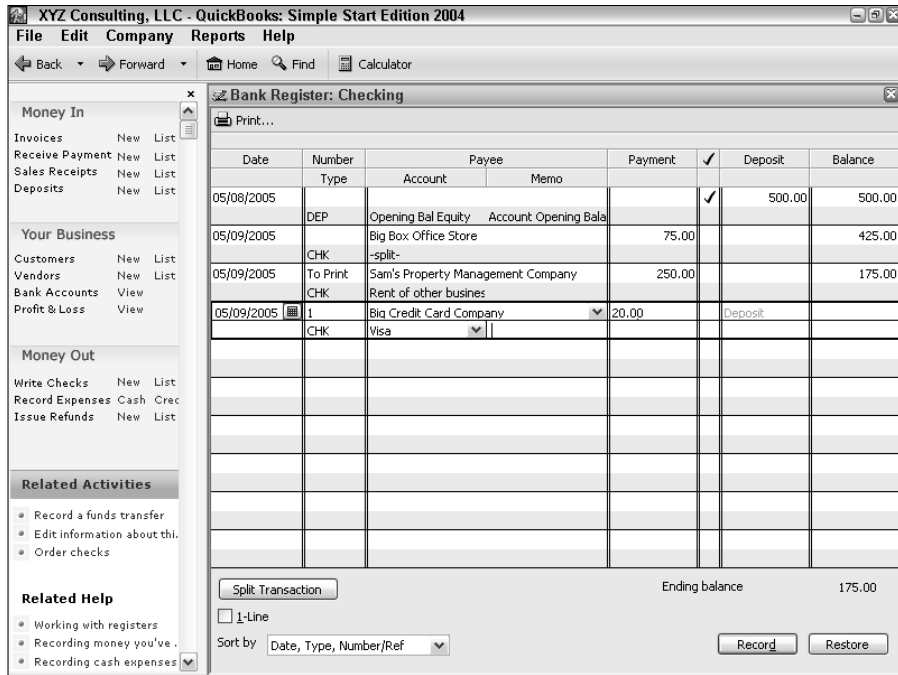 XYZ Consulting, LLC - QuickBooks: Simple Start Edition 2004
File Edit Company Reports Help
Back Forward Home Find Calculator
Money In
Invoices New List
Receive Payment New List
Sales Receipts New List
Deposits New List
Your Business
Customers New List
Vendors New List
Bank Accounts View
Profit & Loss View
Money Out
Write Checks New List
Record Expenses Cash Crec
Issue Refunds New List
Related Activities
Record a funds transfer
Edit information about thi.
Order checks
Related Help
Working with registers
Recording money you've .
Recording cash expenses
Bank Register: Checking
Print...
Date Number Payee Payment ✓ Deposit Balance
Type Account Memo
05/08/2005 ✓ 500.00 500.00
DEP Opening Bal Equity Account Opening Bala
05/09/2005 Big Box Office Store 75.00 425.00
CHK -split-
05/09/2005 To Print Sam's Property Management Company 250.00 175.00
CHK Rent of other busines
05/09/2005 1 Big Credit Card Company 20.00 Deposit
CHK Visa
Split Transaction Ending balance 175.00
1-Line
Sort by Date, Type, Number/Ref Record Restore